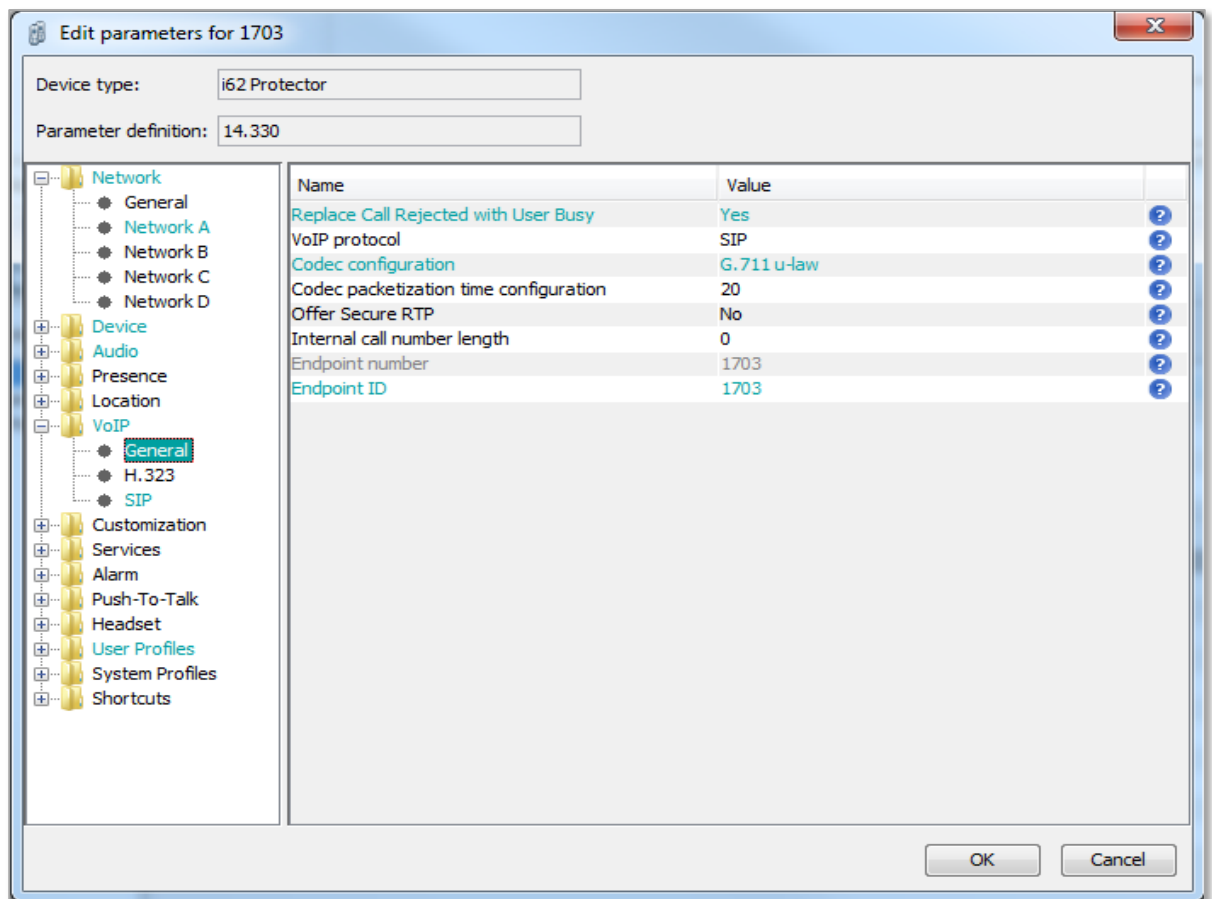 Edit parameters for 1703
Device type: i62 Protector
Parameter definition: 14.330
Network
General
Network A
Network B
Network C
Network D
Device
Audio
Presence
Location
VoIP
General
H.323
SIP
Customization
Services
Alarm
Push-To-Talk
Headset
User Profiles
System Profiles
Shortcuts
Name Value
Replace Call Rejected with User Busy Yes
VoIP protocol SIP
Codec configuration G.711 u-law
Codec packetization time configuration 20
Offer Secure RTP No
Internal call number length 0
Endpoint number 1703
Endpoint ID 1703
OK Cancel